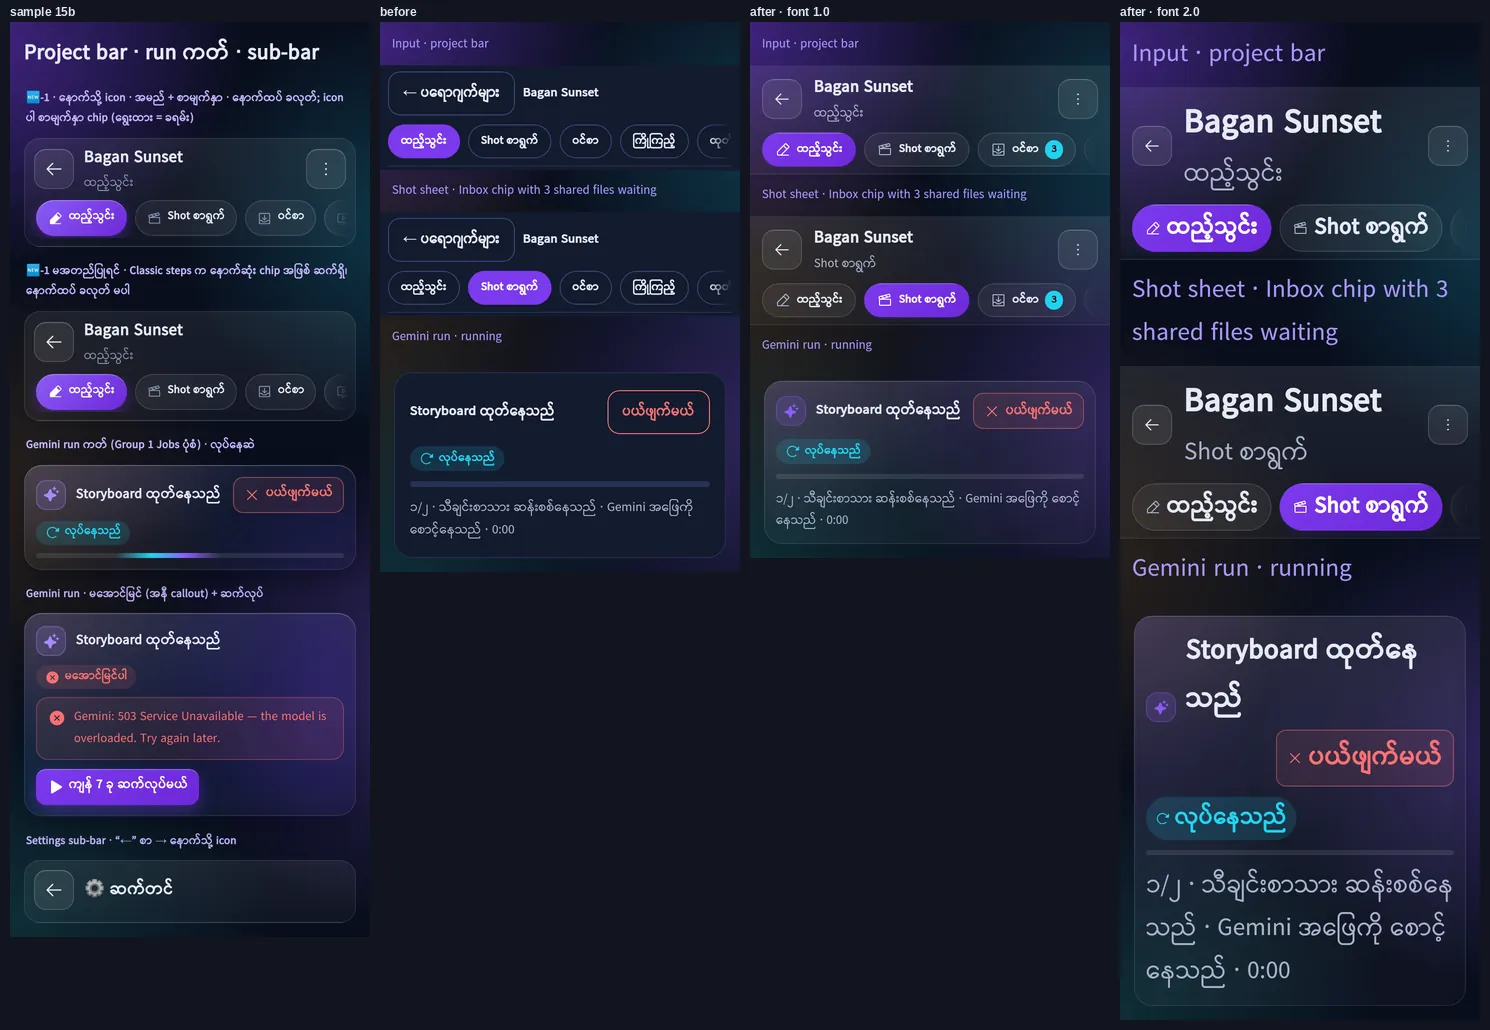 sample 15b
Project bar · run ကတ် · sub-bar
🆕-1 · နောက်သို့ icon · အမည် + စာမျက်နှာ · နောက်ထပ် ခလုတ်; icon
ပါ စာမျက်နှာ chip (ရွေးထား = ခရမ်း)
Bagan Sunset
ထည့်သွင်း
ထည့်သွင်း
Shot စာရွက်
ဝင်စာ
🆕-1 မအတည်ပြုရင် · Classic steps က နောက်ဆုံး chip အဖြစ် ဆက်ရှိ၊
နောက်ထပ် ခလုတ် မပါ
Bagan Sunset
ထည့်သွင်း
ထည့်သွင်း
Shot စာရွက်
ဝင်စာ
Gemini run ကတ် (Group 1 Jobs ပုံစံ) · လုပ်နေဆဲ
Storyboard ထုတ်နေသည်
ပယ်ဖျက်မယ်
လုပ်နေသည်
Gemini run · မအောင်မြင် (အနီ callout) + ဆက်လုပ်
Storyboard ထုတ်နေသည်
မအောင်မြင်ပါ
Gemini: 503 Service Unavailable — the model is
overloaded. Try again later.
ကျန် 7 ခု ဆက်လုပ်မယ်
Settings sub-bar · “←” စာ → နောက်သို့ icon
ဆက်တင်
before
Input · project bar
← ပရောဂျက်များ
Bagan Sunset
ထည့်သွင်း
Shot စာရွက်
ဝင်စာ
ကြိုကြည့်
Shot sheet · Inbox chip with 3 shared files waiting
← ပရောဂျက်များ
Bagan Sunset
ထည့်သွင်း
Shot စာရွက်
ဝင်စာ
ကြိုကြည့်
Gemini run · running
Storyboard ထုတ်နေသည်
ပယ်ဖျက်မယ်
လုပ်နေသည်
၁/၂ · သီချင်းစာသား ဆန်းစစ်နေသည် · Gemini အဖြေကို
စောင့်နေသည် · 0:00
after · font 1.0
Input · project bar
Bagan Sunset
ထည့်သွင်း
ထည့်သွင်း
Shot စာရွက်
ဝင်စာ 3
Shot sheet · Inbox chip with 3 shared files waiting
Bagan Sunset
Shot စာရွက်
ထည့်သွင်း
Shot စာရွက်
ဝင်စာ 3
Gemini run · running
Storyboard ထုတ်နေသည်
ပယ်ဖျက်မယ်
လုပ်နေသည်
၁/၂ · သီချင်းစာသား ဆန်းစစ်နေသည် · Gemini အဖြေကို စောင့်
နေသည် · 0:00
after · font 2.0
Input · project bar
Bagan Sunset
ထည့်သွင်း
ထည့်သွင်း
Shot စာရွက်
Shot sheet · Inbox chip with 3
shared files waiting
Bagan Sunset
Shot စာရွက်
ထည့်သွင်း
Shot စာရွက်
Gemini run · running
Storyboard ထုတ်နေ
သည်
ပယ်ဖျက်မယ်
လုပ်နေသည်
၁/၂ · သီချင်းစာသား ဆန်းစစ်နေ
သည် · Gemini အဖြေကို စောင့်
နေသည် · 0:00